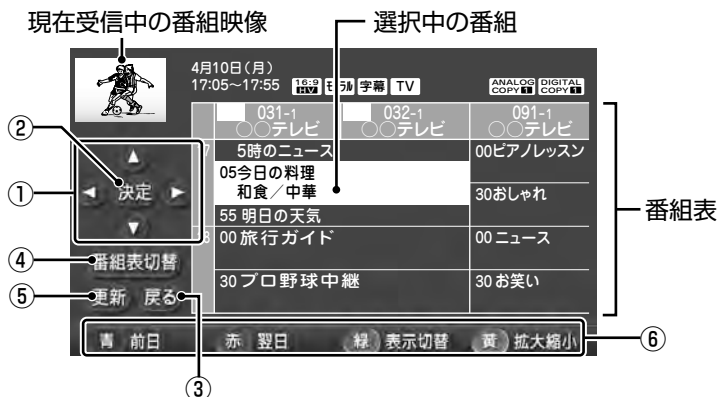 現在受信中の番組映像
選択中の番組
4月10日(月)
17:05〜17:55 16:9 HV モラル 字幕 TV ANALOG COPY 1 DIGITAL COPY 1
031-1 032-1 091-1
○○テレビ ○○テレビ ○○テレビ
5時のニュース 00ピアノレッスン
05今日の料理
和食/中華 30おしゃれ
55 明日の天気
00 旅行ガイド 00 ニュース
30 プロ野球中継 30 お笑い
番組表
②
①
決定
④ 番組表切替
⑤ 更新 戻る
青 前日 赤 翌日 緑 表示切替 黄 拡大縮小 ⑥
③